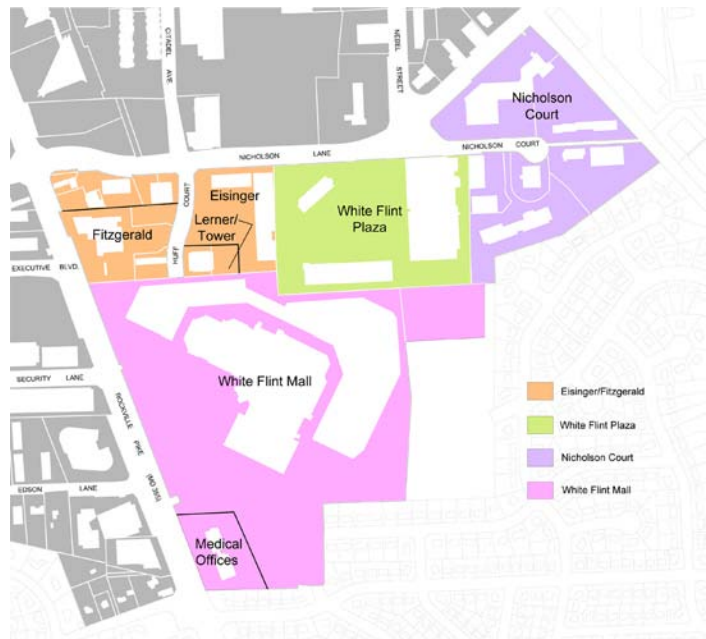 CITADEL AVE
NEBEL STREET
Nicholson
Court
NICHOLSON LANE
NICHOLSON COURT
Eisinger
Lerner/
Tower
HUFF COURT
White Flint
Plaza
Fitzgerald
EXECUTIVE BLVD.
White Flint Mall
SECURITY LANE
ROCKVILLE PIKE (MD 355)
EDSON LANE
Medical
Offices
Eisinger/Fitzgerald
White Flint Plaza
Nicholson Court
White Flint Mall